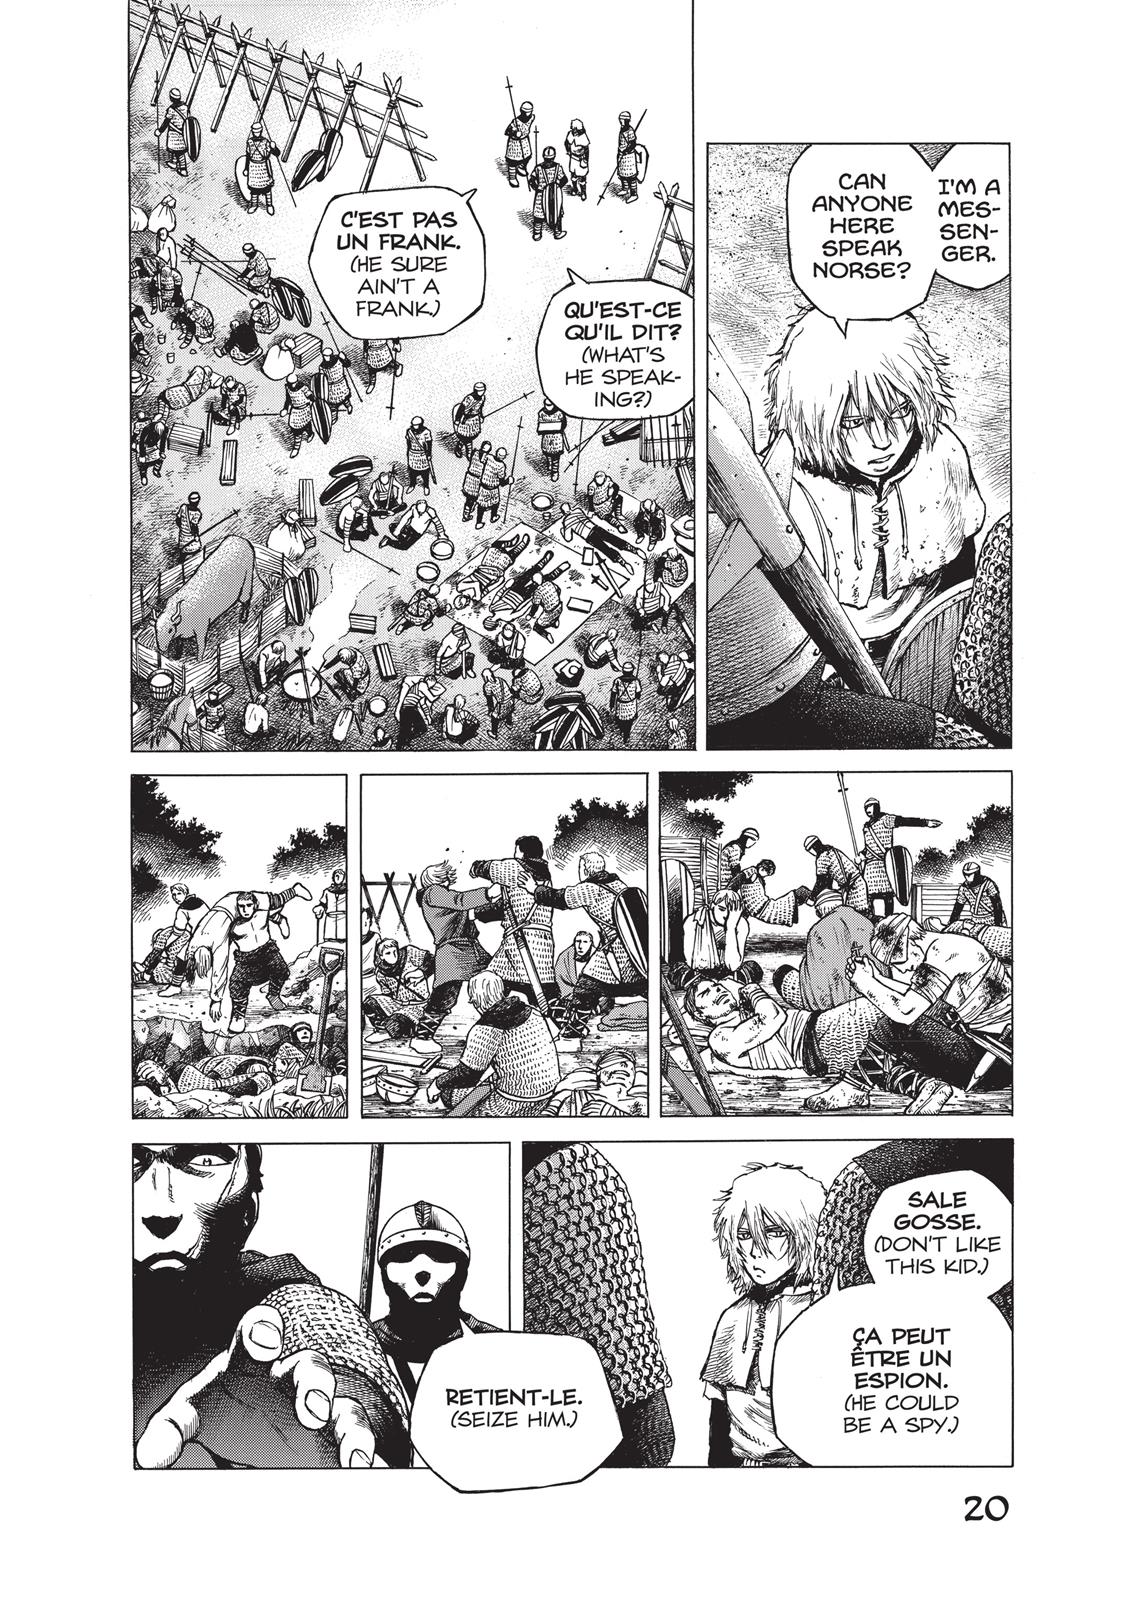 I'M A
MES-
SEN-
GER.
CAN
ANYONE
HERE
SPEAK
NORSE?
QU'EST-CE
QU'IL DIT?
(WHAT'S
HE SPEAK-
ING?)
C'EST PAS
UN FRANK.
(HE SURE
AIN'T A
FRANK.)
SALE
GOSSE.
(DON'T LIKE
THIS KID.)
ÇA PEUT
ÊTRE UN
ESPION.
(HE COULD
BE A SPY.)
RETIENT-LE.
(SEIZE HIM.)
20